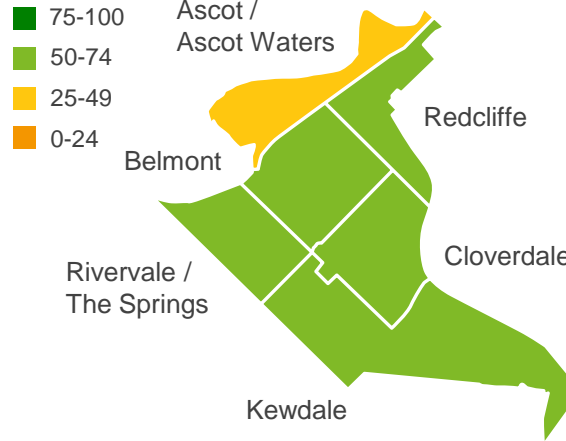 75-100
50-74
25-49
0-24
Ascot /
Ascot Waters
Redcliffe
Belmont
Cloverdale
Rivervale /
The Springs
Kewdale